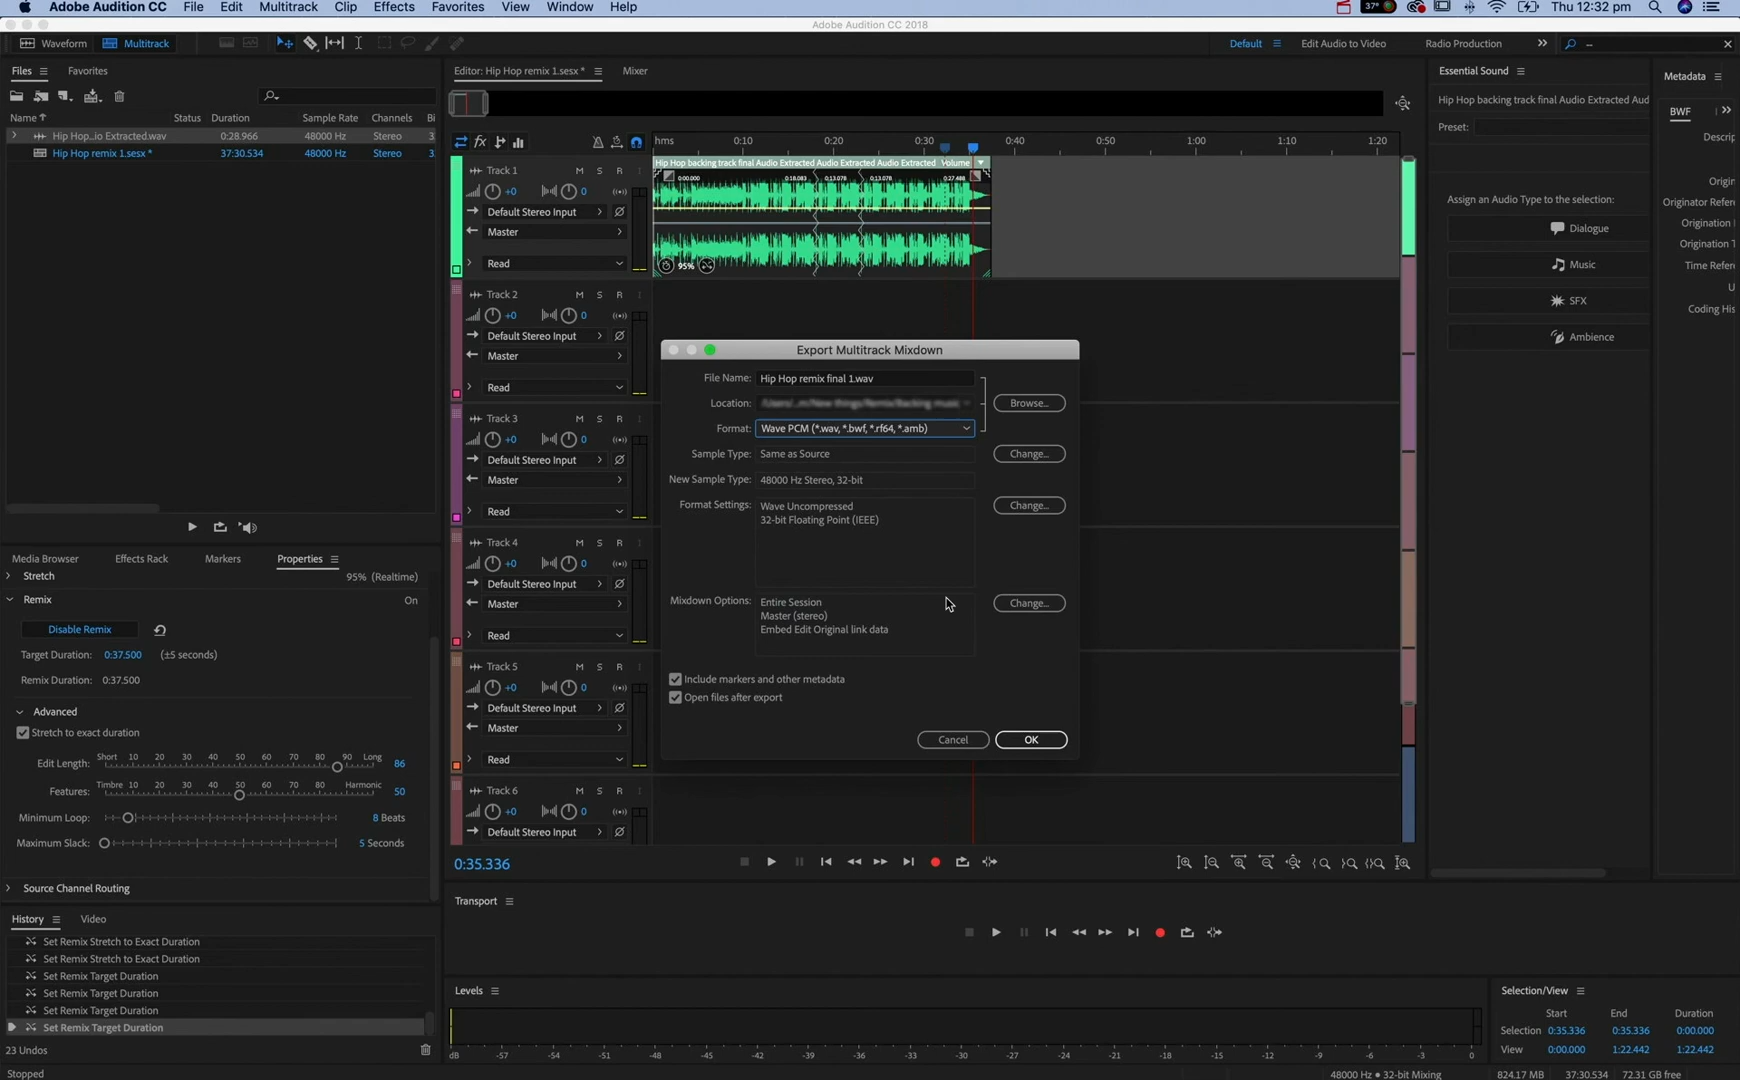 Adobe Audition CC File Edit Multitrack Clip Effects Favorites View Window Help
37° Thu 12:32 pm
Adobe Audition CC 2018
Waveform Multitrack
Default Edit Audio to Video Radio Production
Files Favorites
Name Status Duration Sample Rate Channels Bi
Hip Hop...io Extracted.wav 0:28.966 48000 Hz Stereo 3
Hip Hop remix 1.sesx * 37:30.534 48000 Hz Stereo 3
Editor: Hip Hop remix 1.sesx * Mixer
hms 0:10 0:20 0:30 0:40 0:50 1:00 1:10 1:20
Hip Hop backing track final Audio Extracted Audio Extracted Audio Extracted Volume
0:00.000 0:18.083 0:13.078 0:13.078 0:27.488
95%
Track 1 M S R I
+0 0
Default Stereo Input
Master
Read
Track 2 M S R I
+0 0
Default Stereo Input
Master
Read
Track 3 M S R I
+0 0
Default Stereo Input
Master
Read
Track 4 M S R I
+0 0
Default Stereo Input
Master
Read
Track 5 M S R I
+0 0
Default Stereo Input
Master
Read
Track 6 M S R I
+0 0
Default Stereo Input
Export Multitrack Mixdown
File Name: Hip Hop remix final 1.wav
Location: Browse...
Format: Wave PCM (*.wav, *.bwf, *.rf64, *.amb)
Sample Type: Same as Source Change...
New Sample Type: 48000 Hz Stereo, 32-bit
Format Settings: Wave Uncompressed Change...
32-bit Floating Point (IEEE)
Mixdown Options: Entire Session Change...
Master (stereo)
Embed Edit Original link data
Include markers and other metadata
Open files after export
Cancel OK
Essential Sound
Hip Hop backing track final Audio Extracted Aud
Preset:
Assign an Audio Type to the selection:
Dialogue
Music
SFX
Ambience
Metadata
BWF
Descrip
Origin
Originator Refer
Origination
Origination T
Time Refer
U
Coding His
Media Browser Effects Rack Markers Properties
Stretch 95% (Realtime)
Remix On
Disable Remix
Target Duration: 0:37.500 (±5 seconds)
Remix Duration: 0:37.500
Advanced
Stretch to exact duration
Short 10 20 30 40 50 60 70 80 90 Long
Edit Length: 86
Timbre 10 20 30 40 50 60 70 80 Harmonic
Features: 50
Minimum Loop: 8 Beats
Maximum Slack: 5 Seconds
Source Channel Routing
History Video
Set Remix Stretch to Exact Duration
Set Remix Stretch to Exact Duration
Set Remix Target Duration
Set Remix Target Duration
Set Remix Target Duration
Set Remix Target Duration
23 Undos
Stopped
0:35.336
Transport
Levels
dB -57 -54 -51 -48 -45 -42 -39 -36 -33 -30 -27 -24 -21 -18 -15 -12 -9 -6 -3 0
Selection/View
Start End Duration
Selection 0:35.336 0:35.336 0:00.000
View 0:00.000 1:22.442 1:22.442
48000 Hz • 32-bit Mixing 824.17 MB 37:30.534 72.31 GB free